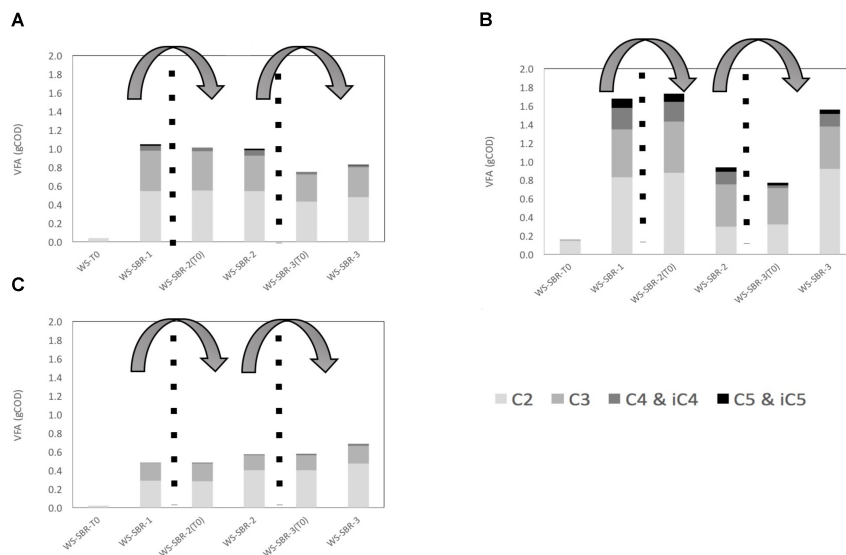 A
VFA (gCOD)
2.0
1.8
1.6
1.4
1.2
1.0
0.8
0.6
0.4
0.2
0.0
WS-T0
WS-SBR-1
WS-SBR-2(T0)
WS-SBR-2
WS-SBR-3(T0)
WS-SBR-3
B
VFA (gCOD)
2.0
1.8
1.6
1.4
1.2
1.0
0.8
0.6
0.4
0.2
0.0
WS-SBR-T0
WS-SBR-1
WS-SBR-2(T0)
WS-SBR-2
WS-SBR-3(T0)
WS-SBR-3
C
VFA (gCOD)
2.0
1.8
1.6
1.4
1.2
1.0
0.8
0.6
0.4
0.2
0.0
WS-SBR-T0
WS-SBR-1
WS-SBR-2(T0)
WS-SBR-2
WS-SBR-3(T0)
WS-SBR-3
C2 C3 C4 & iC4 C5 & iC5